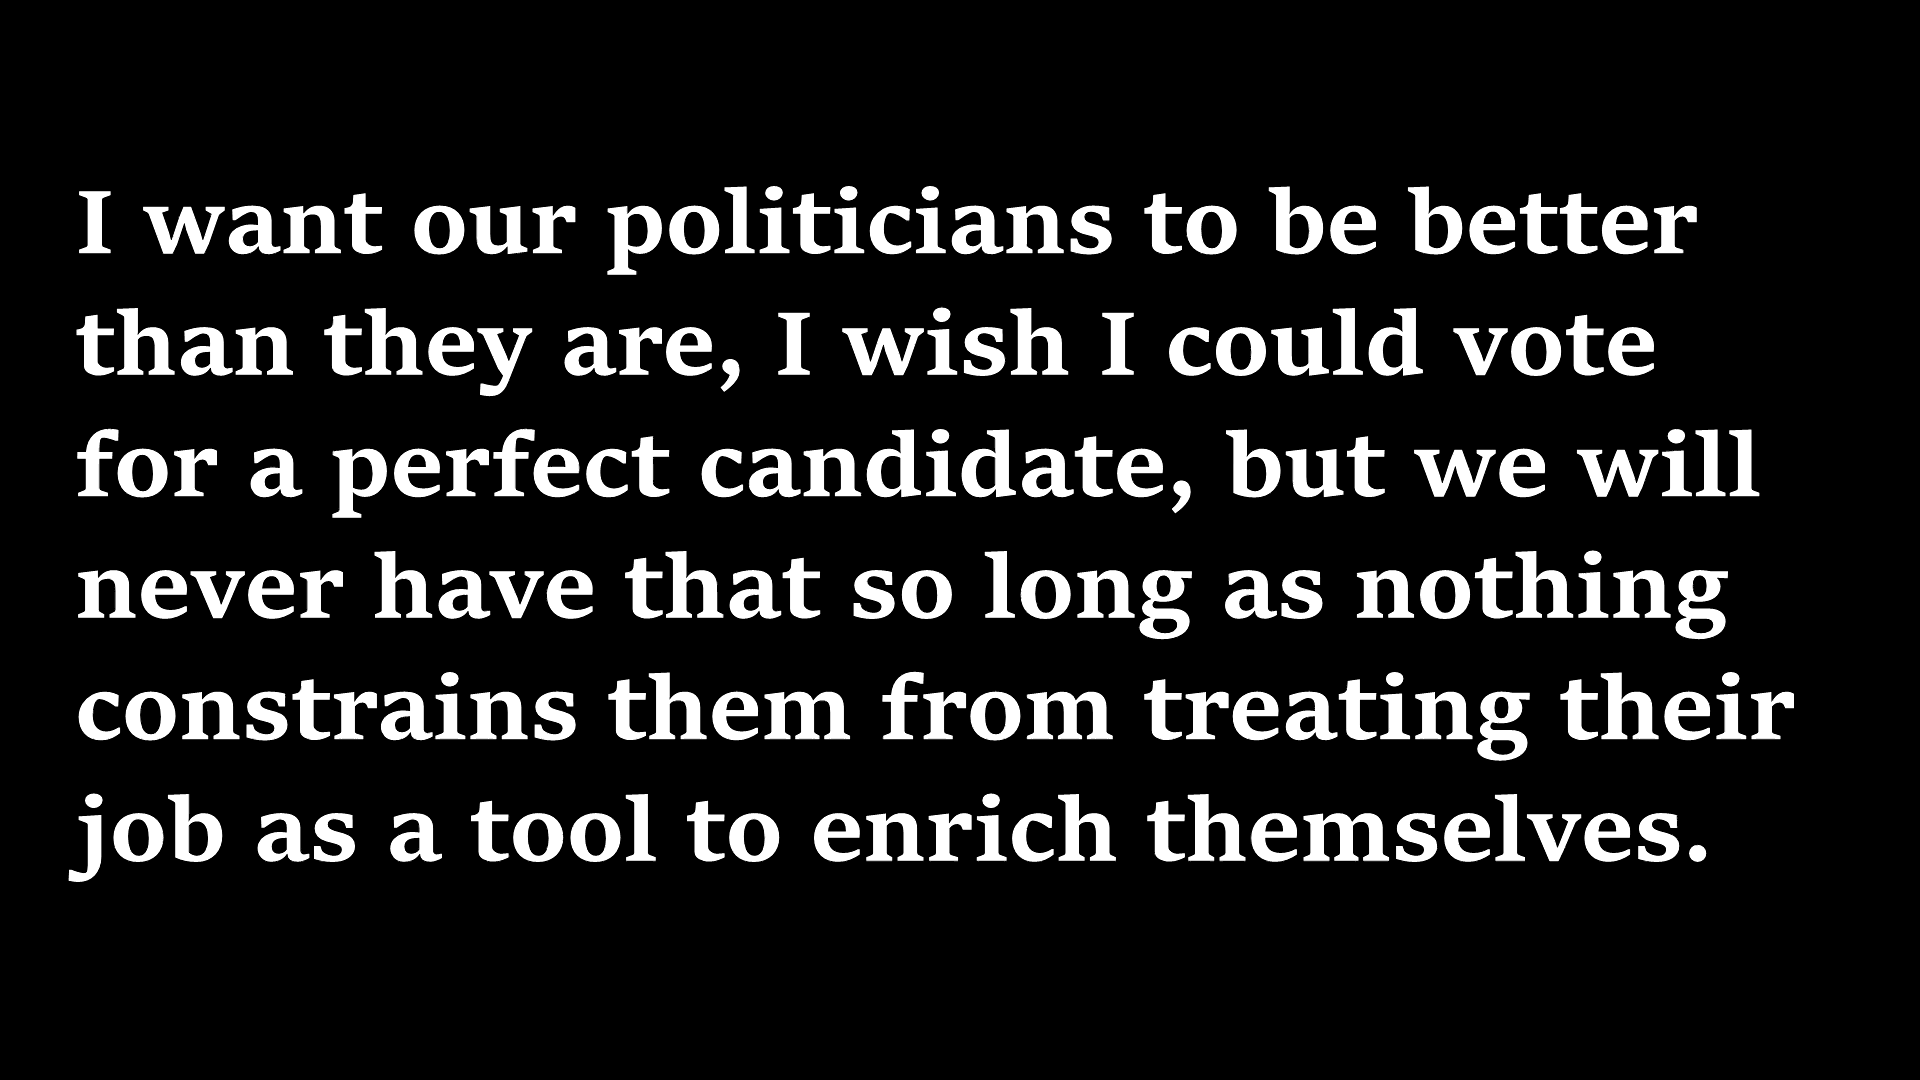 I want our politicians to be better
than they are, I wish I could vote
for a perfect candidate, but we will
never have that so long as nothing
constrains them from treating their
job as a tool to enrich themselves.